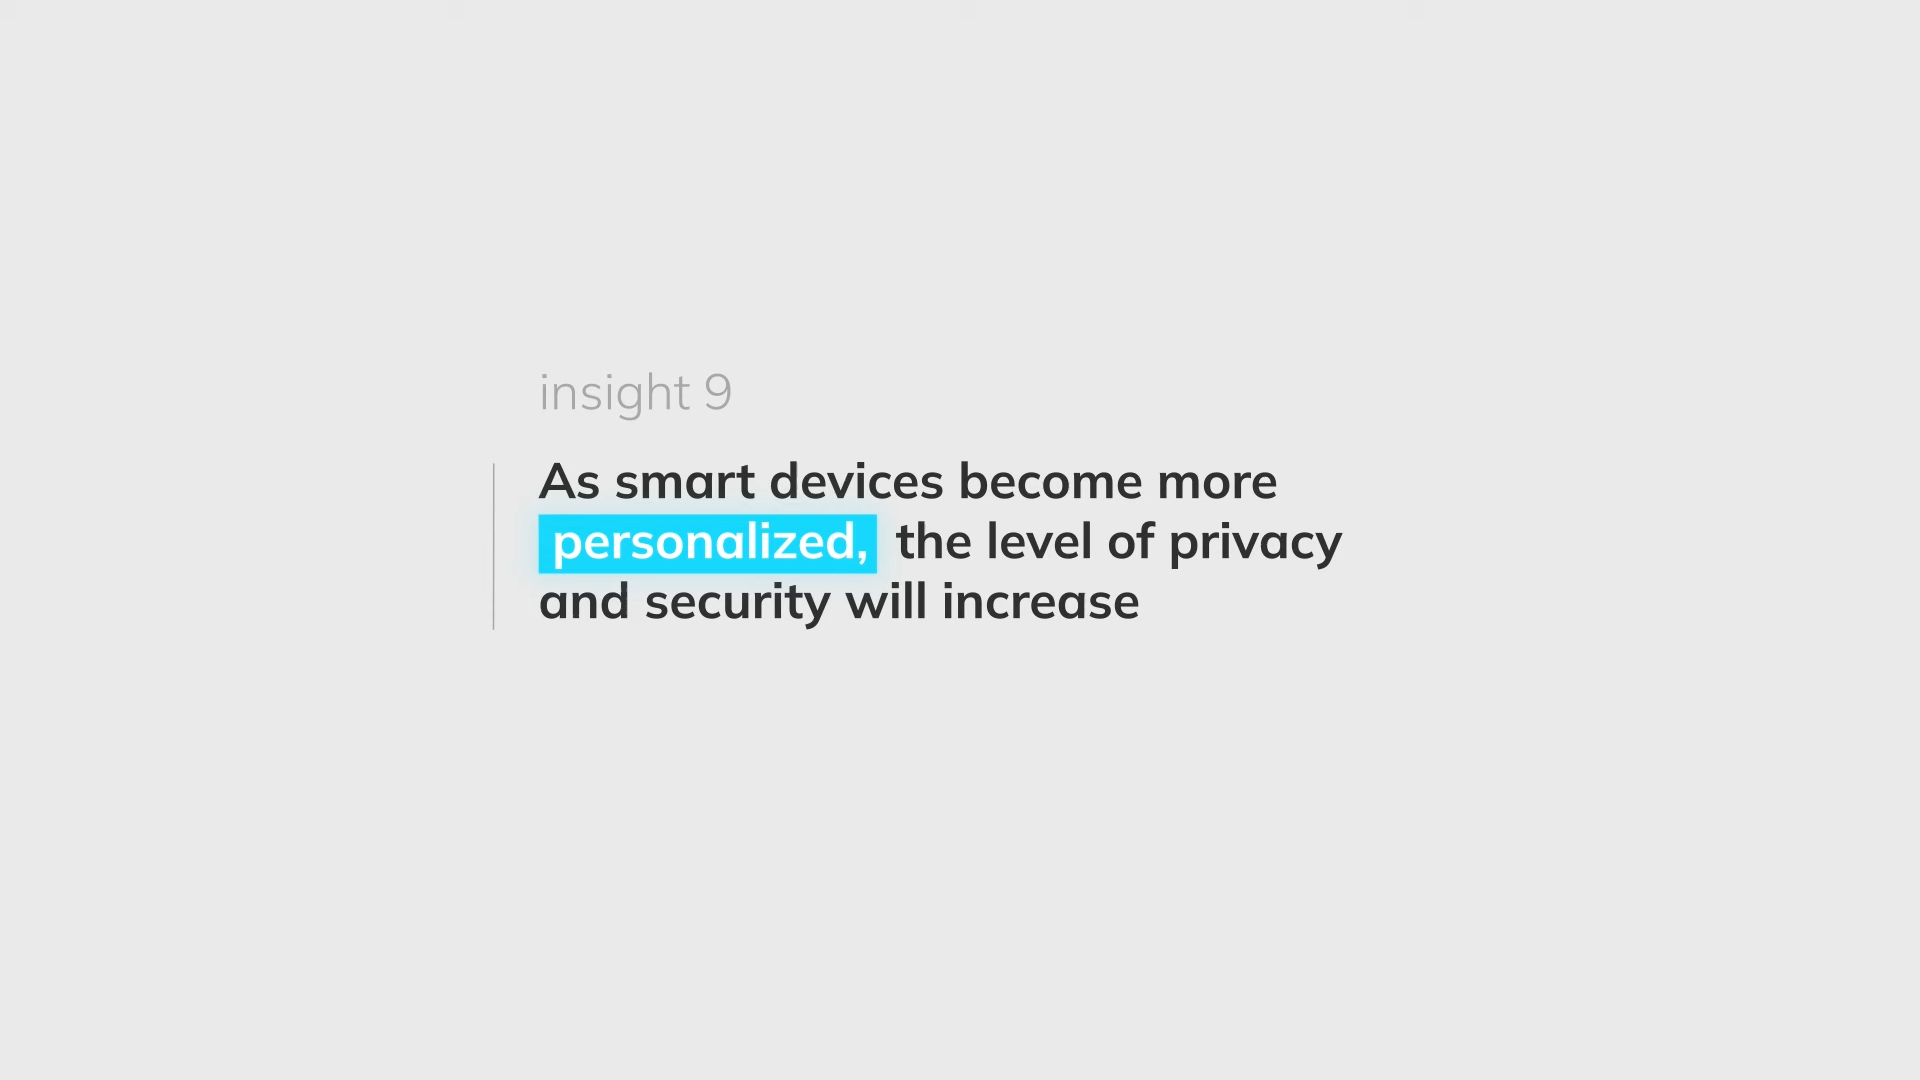 insight 9
As smart devices become more
personalized, the level of privacy
and security will increase